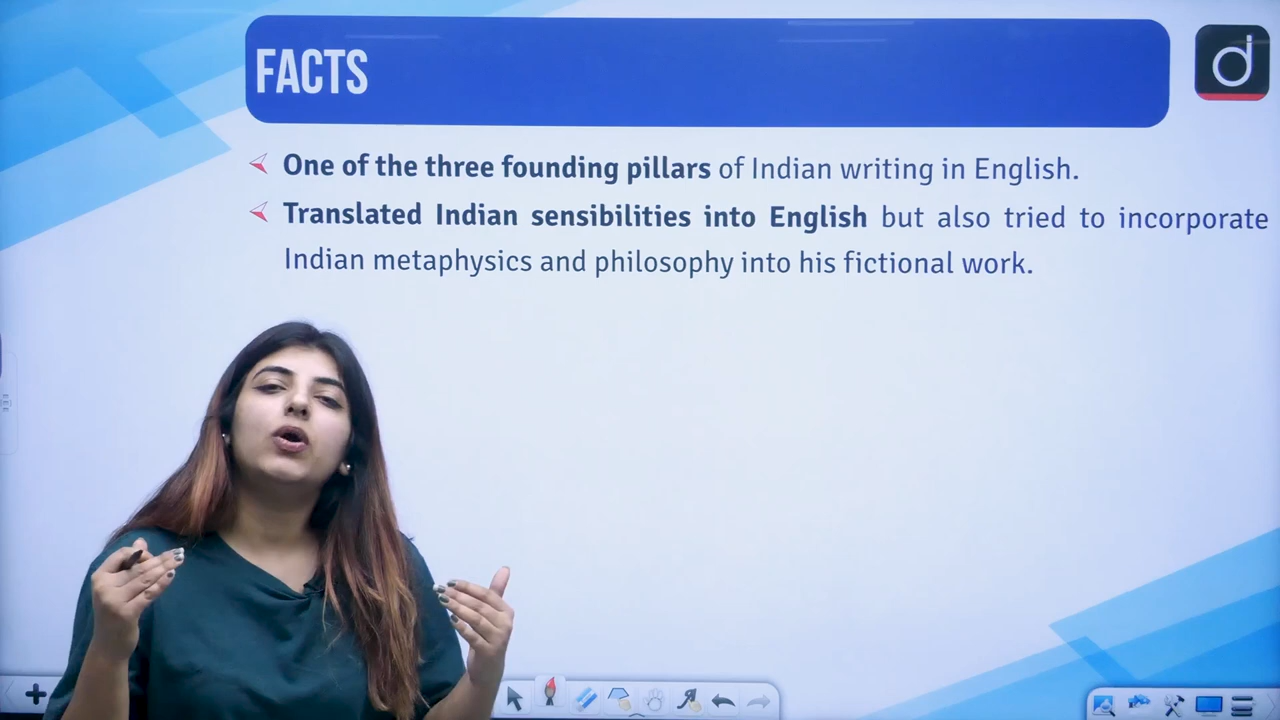 FACTS
d
One of the three founding pillars of Indian writing in English.
Translated Indian sensibilities into English but also tried to incorporate
Indian metaphysics and philosophy into his fictional work.